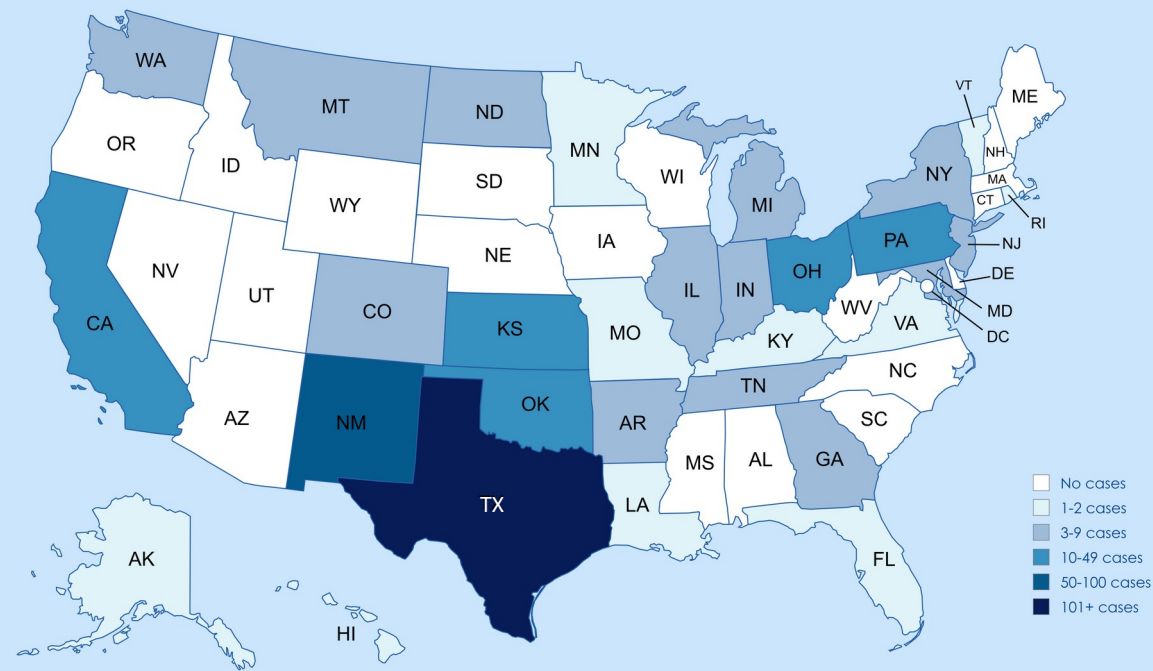 WA
MT
ND
MN
VT
ME
OR
ID
SD
WI
MI
NY
NH
MA
CT
RI
WY
IA
NE
PA
NJ
NV
UT
CO
KS
MO
IL
IN
OH
WV
VA
DE
MD
DC
CA
KY
AZ
NM
OK
AR
TN
NC
SC
TX
LA
MS
AL
GA
FL
AK
HI
No cases
1-2 cases
3-9 cases
10-49 cases
50-100 cases
101+ cases